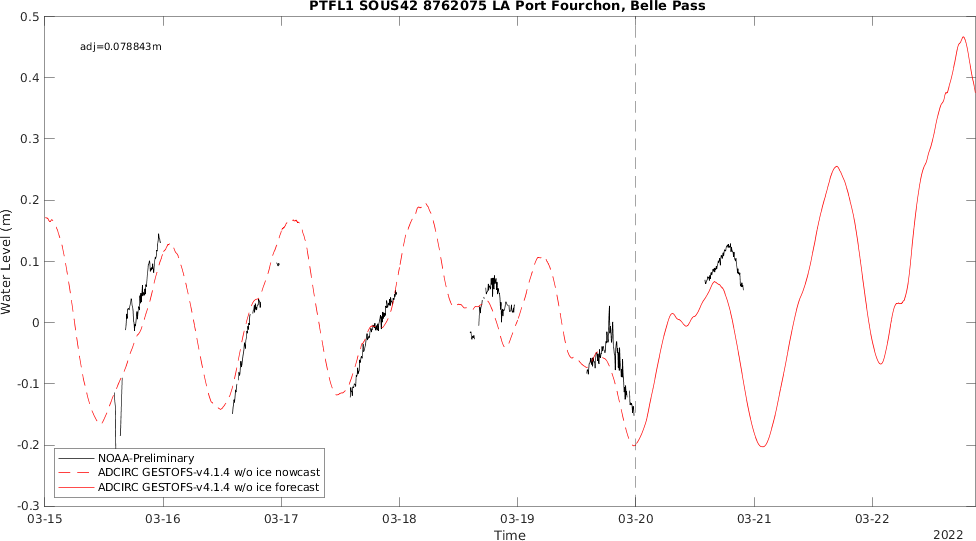 PTFL1 SOUS42 8762075 LA Port Fourchon, Belle Pass
adj=0.078843m
0.5
0.4
0.3
0.2
0.1
0
-0.1
-0.2
-0.3
Water Level (m)
NOAA-Preliminary
ADCIRC GESTOFS-v4.1.4 w/o ice nowcast
ADCIRC GESTOFS-v4.1.4 w/o ice forecast
03-15 03-16 03-17 03-18 03-19 03-20 03-21 03-22
Time
2022